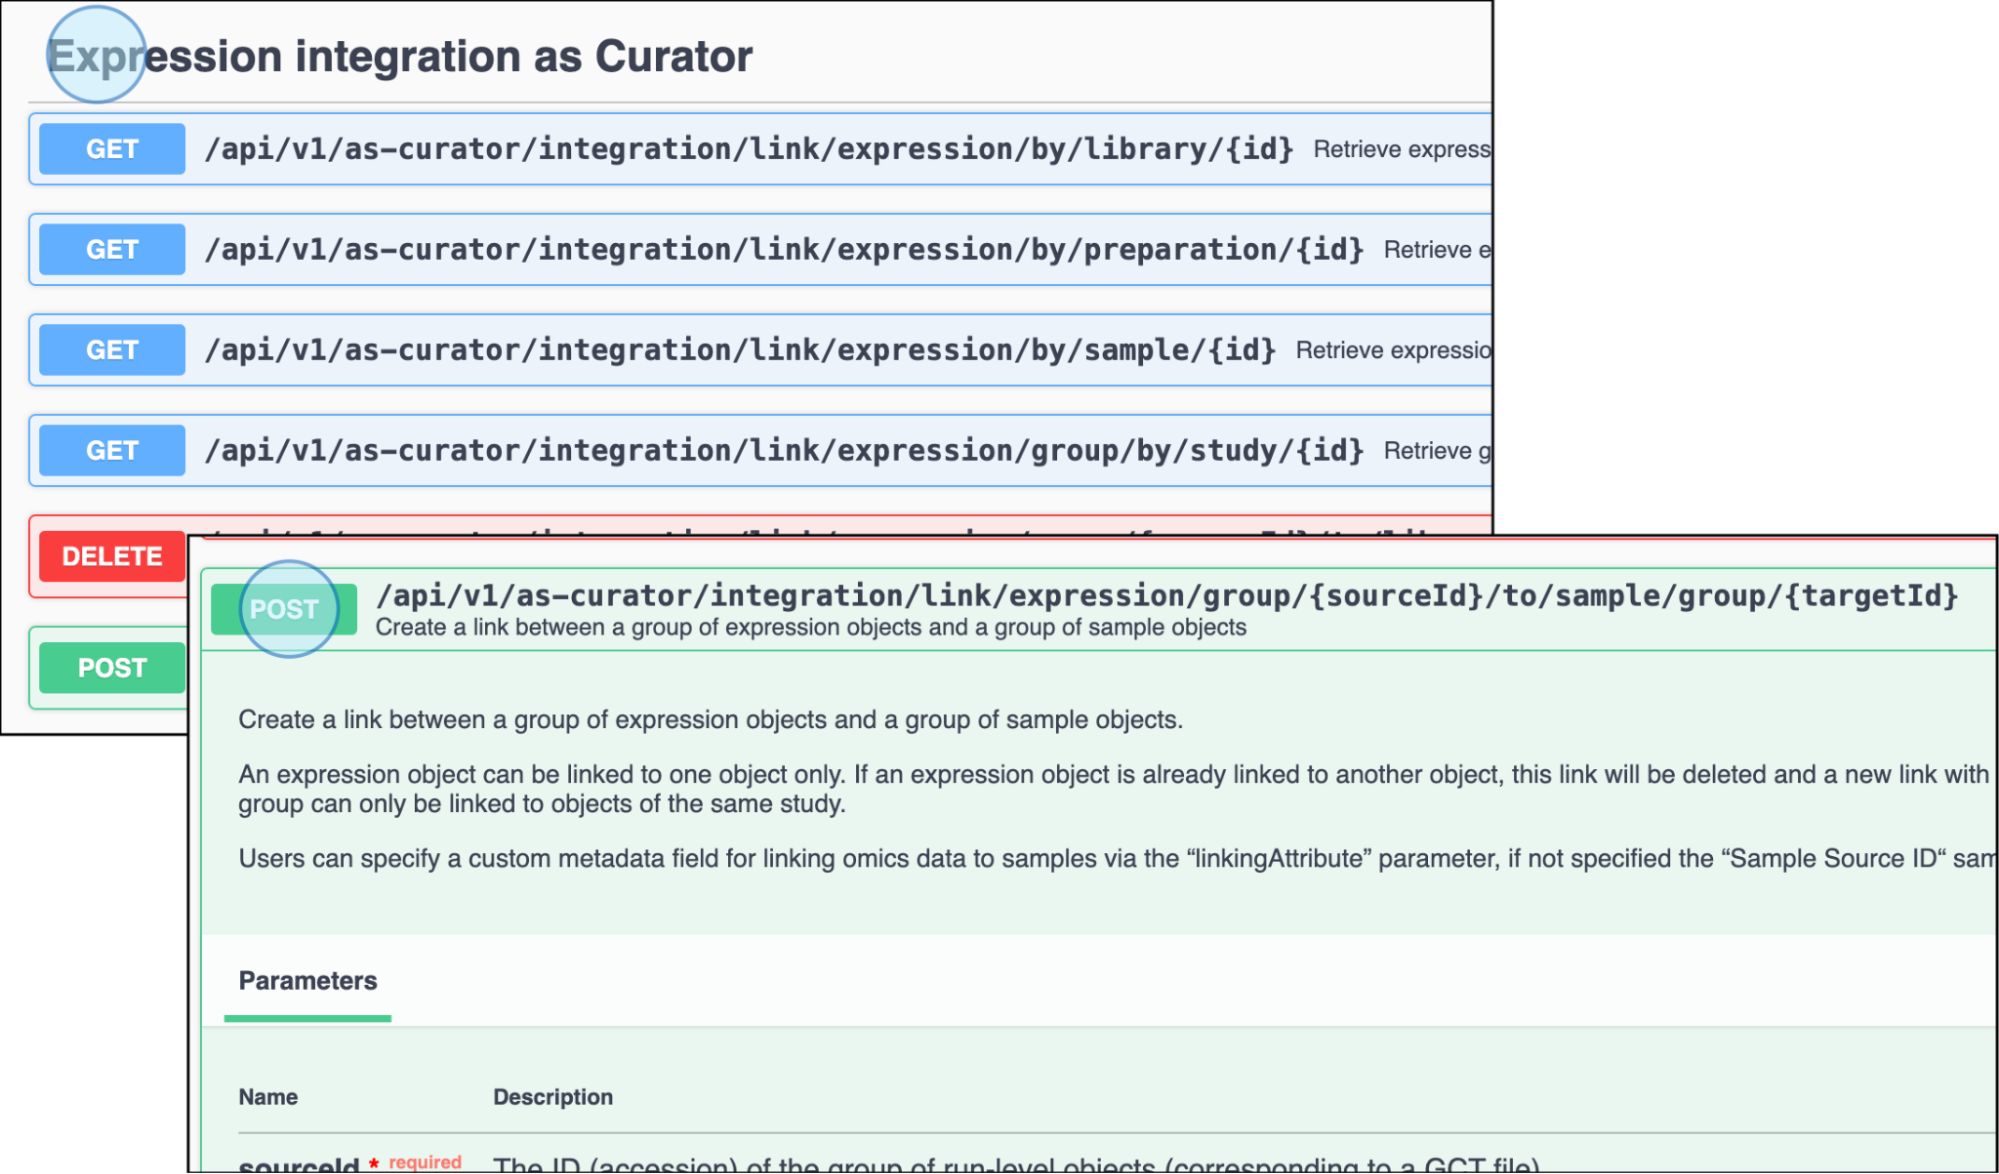 Expression integration as Curator
GET /api/v1/as-curator/integration/link/expression/by/library/{id} Retrieve express
GET /api/v1/as-curator/integration/link/expression/by/preparation/{id} Retrieve e
GET /api/v1/as-curator/integration/link/expression/by/sample/{id} Retrieve expressio
GET /api/v1/as-curator/integration/link/expression/group/by/study/{id} Retrieve g
DELETE
POST
POST /api/v1/as-curator/integration/link/expression/group/{sourceId}/to/sample/group/{targetId}
Create a link between a group of expression objects and a group of sample objects
Create a link between a group of expression objects and a group of sample objects.
An expression object can be linked to one object only. If an expression object is already linked to another object, this link will be deleted and a new link with
group can only be linked to objects of the same study.
Users can specify a custom metadata field for linking omics data to samples via the “linkingAttribute” parameter, if not specified the “Sample Source ID“ sam
Parameters
Name Description
sourceId * required The ID (accession) of the group of run-level objects (corresponding to a GCT file)